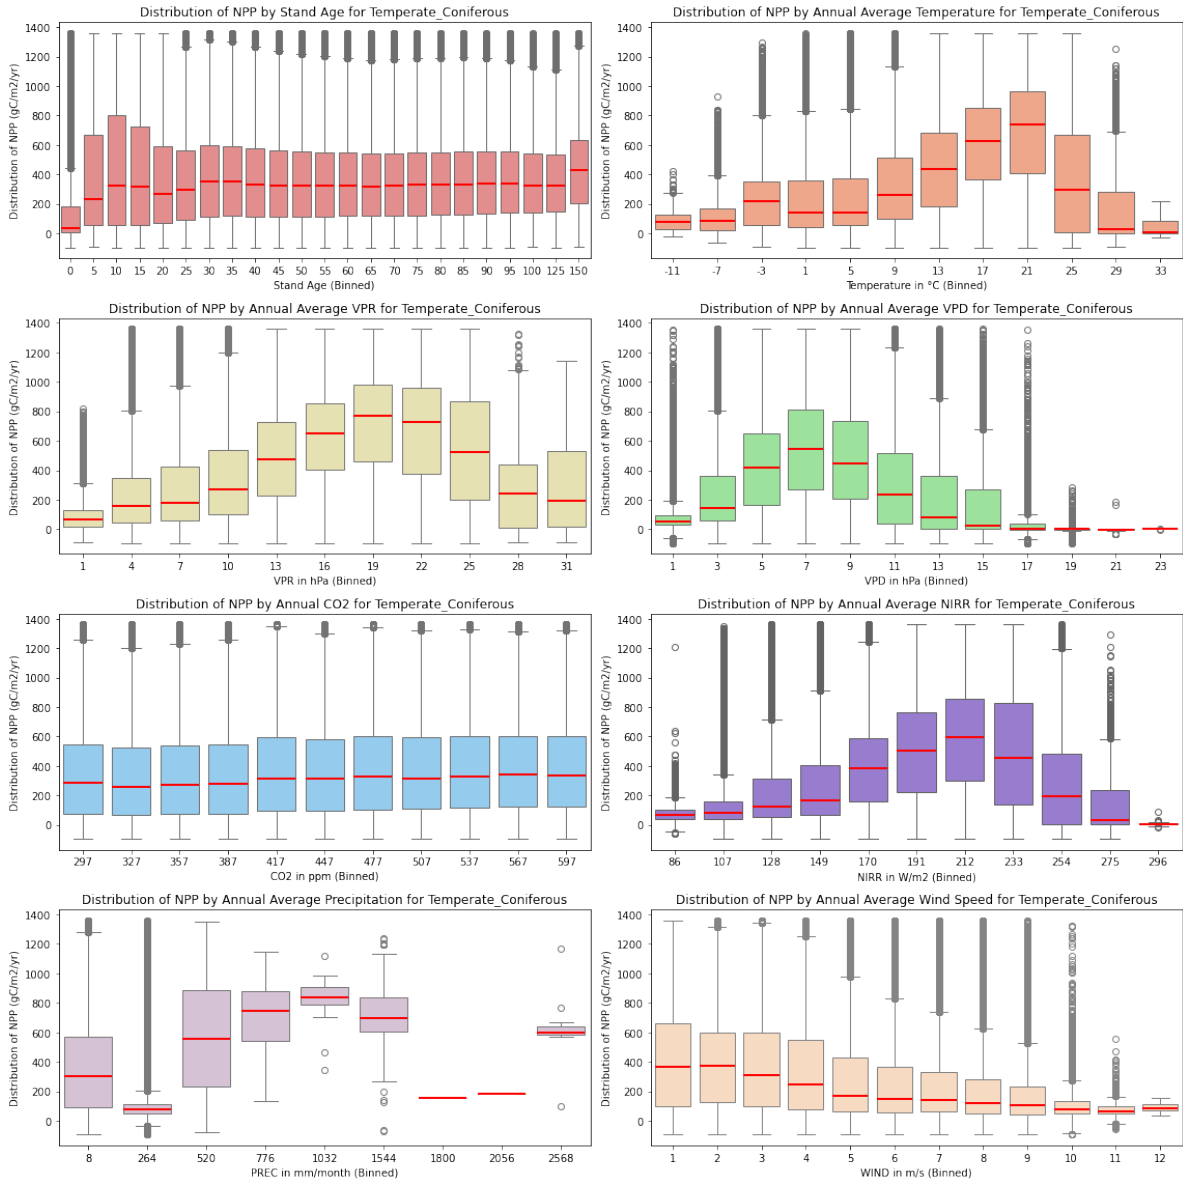 Distribution of NPP by Stand Age for Temperate_Coniferous
Distribution of NPP (gC/m2/yr)
1400
1200
1000
800
600
400
200
0
0 5 10 15 20 25 30 35 40 45 50 55 60 65 70 75 80 85 90 95 100 125 150
Stand Age (Binned)
Distribution of NPP by Annual Average Temperature for Temperate_Coniferous
Distribution of NPP (gC/m2/yr)
1400
1200
1000
800
600
400
200
0
-11 -7 -3 1 5 9 13 17 21 25 29 33
Temperature in °C (Binned)
Distribution of NPP by Annual Average VPR for Temperate_Coniferous
Distribution of NPP (gC/m2/yr)
1400
1200
1000
800
600
400
200
0
1 4 7 10 13 16 19 22 25 28 31
VPR in hPa (Binned)
Distribution of NPP by Annual Average VPD for Temperate_Coniferous
Distribution of NPP (gC/m2/yr)
1400
1200
1000
800
600
400
200
0
1 3 5 7 9 11 13 15 17 19 21 23
VPD in hPa (Binned)
Distribution of NPP by Annual CO2 for Temperate_Coniferous
Distribution of NPP (gC/m2/yr)
1400
1200
1000
800
600
400
200
0
297 327 357 387 417 447 477 507 537 567 597
CO2 in ppm (Binned)
Distribution of NPP by Annual Average NIRR for Temperate_Coniferous
Distribution of NPP (gC/m2/yr)
1400
1200
1000
800
600
400
200
0
86 107 128 149 170 191 212 233 254 275 296
NIRR in W/m2 (Binned)
Distribution of NPP by Annual Average Precipitation for Temperate_Coniferous
Distribution of NPP (gC/m2/yr)
1400
1200
1000
800
600
400
200
0
8 264 520 776 1032 1544 1800 2056 2568
PREC in mm/month (Binned)
Distribution of NPP by Annual Average Wind Speed for Temperate_Coniferous
Distribution of NPP (gC/m2/yr)
1400
1200
1000
800
600
400
200
0
1 2 3 4 5 6 7 8 9 10 11 12
WIND in m/s (Binned)